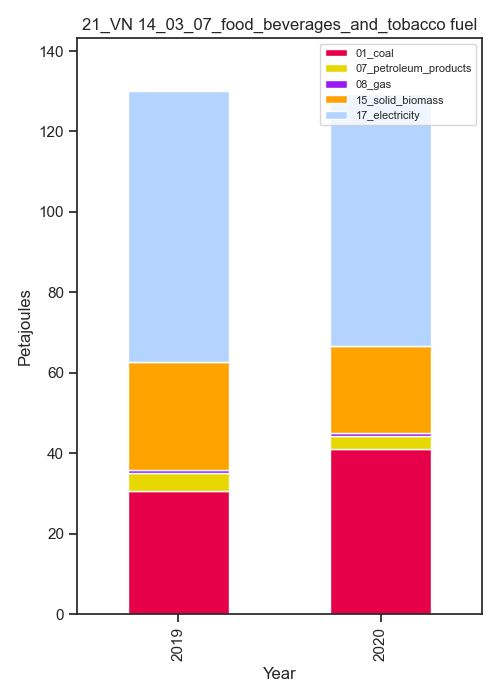 21_VN 14_03_07_food_beverages_and_tobacco fuel
140
120
100
80
60
40
20
0
Petajoules
01_coal
07_petroleum_products
08_gas
15_solid_biomass
17_electricity
2019
2020
Year